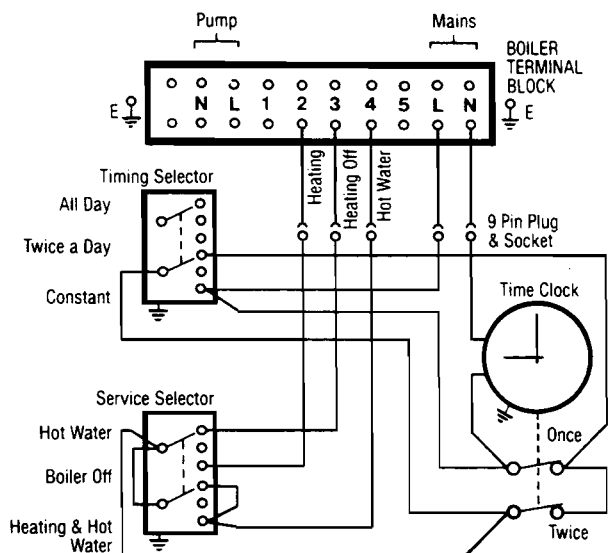 Pump Mains
BOILER
TERMINAL
BLOCK
N L 1 2 3 4 5 L N
E E
Heating
Heating Off
Hot Water
Timing Selector
All Day
Twice a Day
Constant
9 Pin Plug
& Socket
Time Clock
Service Selector
Hot Water
Boiler Off
Heating & Hot
Water
Once
Twice